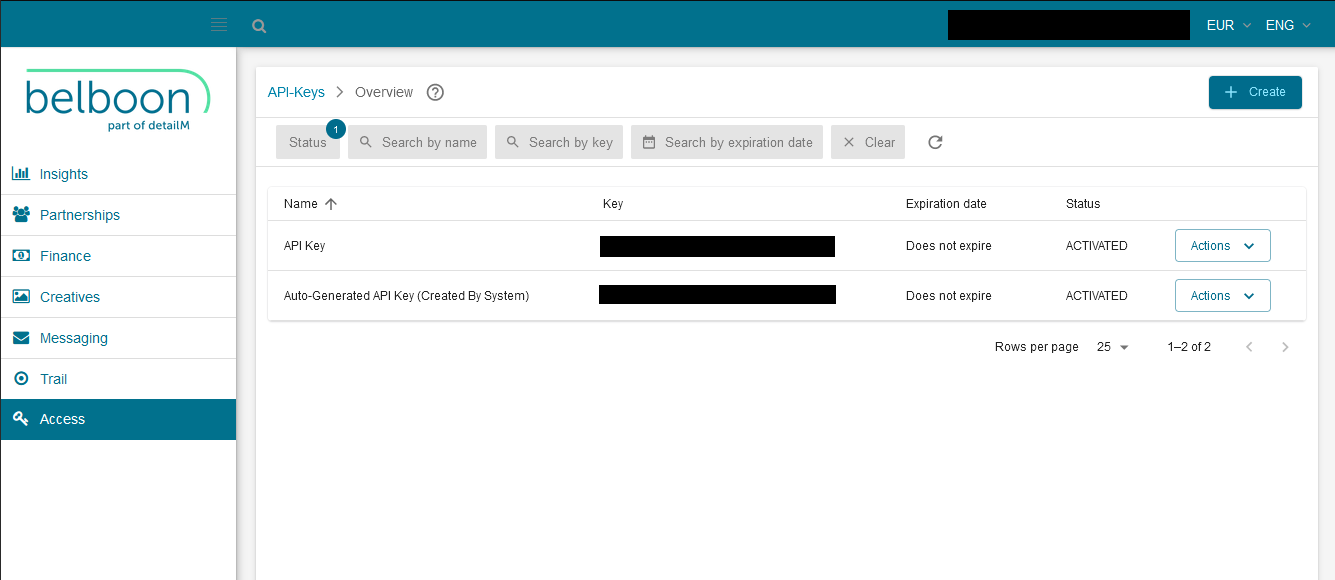 EUR ENG
belboon
part of detailM
Insights
Partnerships
Finance
Creatives
Messaging
Trail
Access
API-Keys Overview ? Create
Status 1 Search by name Search by key Search by expiration date Clear
Name Key Expiration date Status
API Key Does not expire ACTIVATED Actions
Auto-Generated API Key (Created By System) Does not expire ACTIVATED Actions
Rows per page 25 1–2 of 2